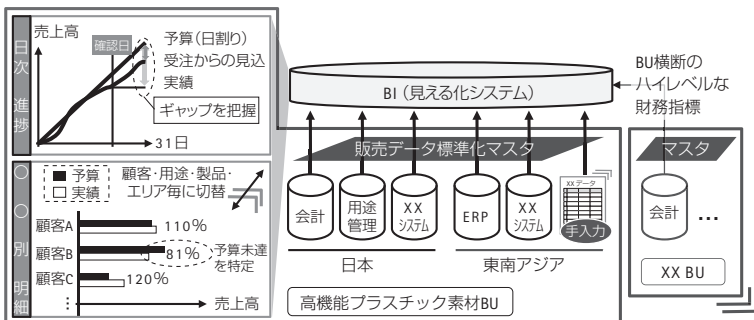 日次進捗
売上高
確認日
予算(日割り)
受注からの見込
実績
ギャップを把握
31日
○○別明細
予算
実績
顧客・用途・製品・
エリア毎に切替
顧客A
110%
顧客B
81%
予算未達
を特定
顧客C
120%
⋮
売上高
BI(見える化システム)
販売データ標準化マスタ
会計
用途
管理
XX
システム
ERP
XX
システム
XXデータ
手入力
日本
東南アジア
高機能プラスチック素材BU
BU横断の
ハイレベルな
財務指標
マスタ
会計
...
XX BU